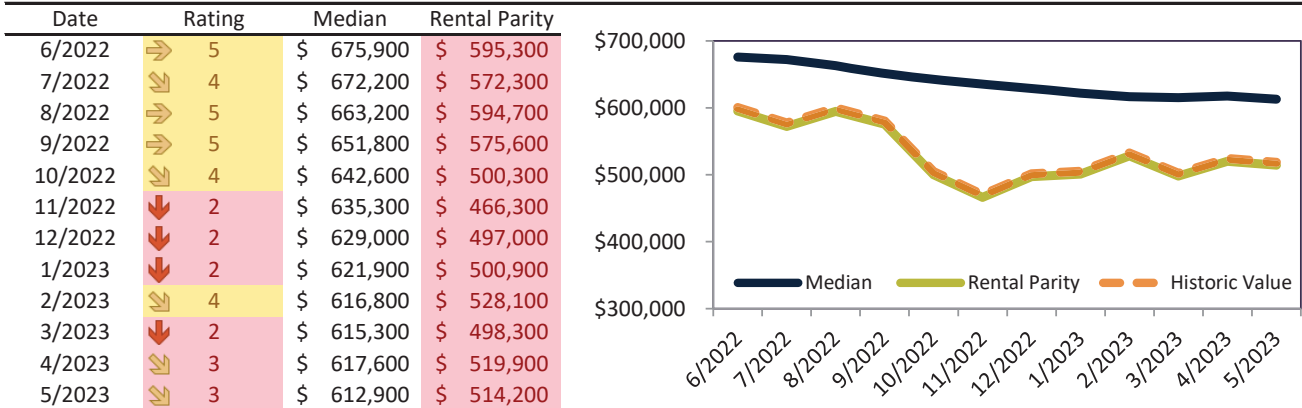 Date Rating Median Rental Parity
6/2022 5 $ 675,900 $ 595,300
7/2022 4 $ 672,200 $ 572,300
8/2022 5 $ 663,200 $ 594,700
9/2022 5 $ 651,800 $ 575,600
10/2022 4 $ 642,600 $ 500,300
11/2022 2 $ 635,300 $ 466,300
12/2022 2 $ 629,000 $ 497,000
1/2023 2 $ 621,900 $ 500,900
2/2023 4 $ 616,800 $ 528,100
3/2023 2 $ 615,300 $ 498,300
4/2023 3 $ 617,600 $ 519,900
5/2023 3 $ 612,900 $ 514,200
$700,000
$600,000
$500,000
$400,000
$300,000
Median Rental Parity Historic Value
6/2022 7/2022 8/2022 9/2022 10/2022 11/2022 12/2022 1/2023 2/2023 3/2023 4/2023 5/2023